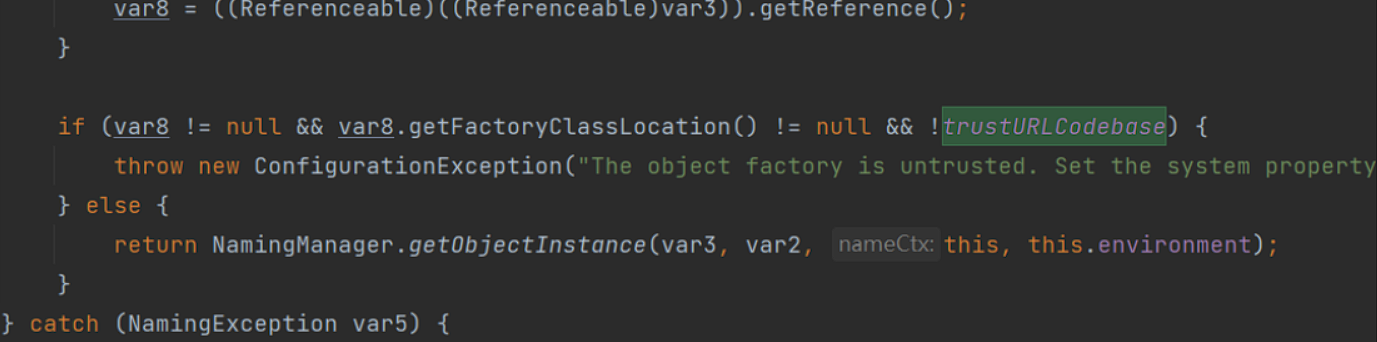 var8 = ((Referenceable)((Referenceable)var3)).getReference();
}
if (var8 != null && var8.getFactoryClassLocation() != null && !trustURLCodebase) {
throw new ConfigurationException("The object factory is untrusted. Set the system property
} else {
return NamingManager.getObjectInstance(var3, var2, nameCtx: this, this.environment);
}
} catch (NamingException var5) {